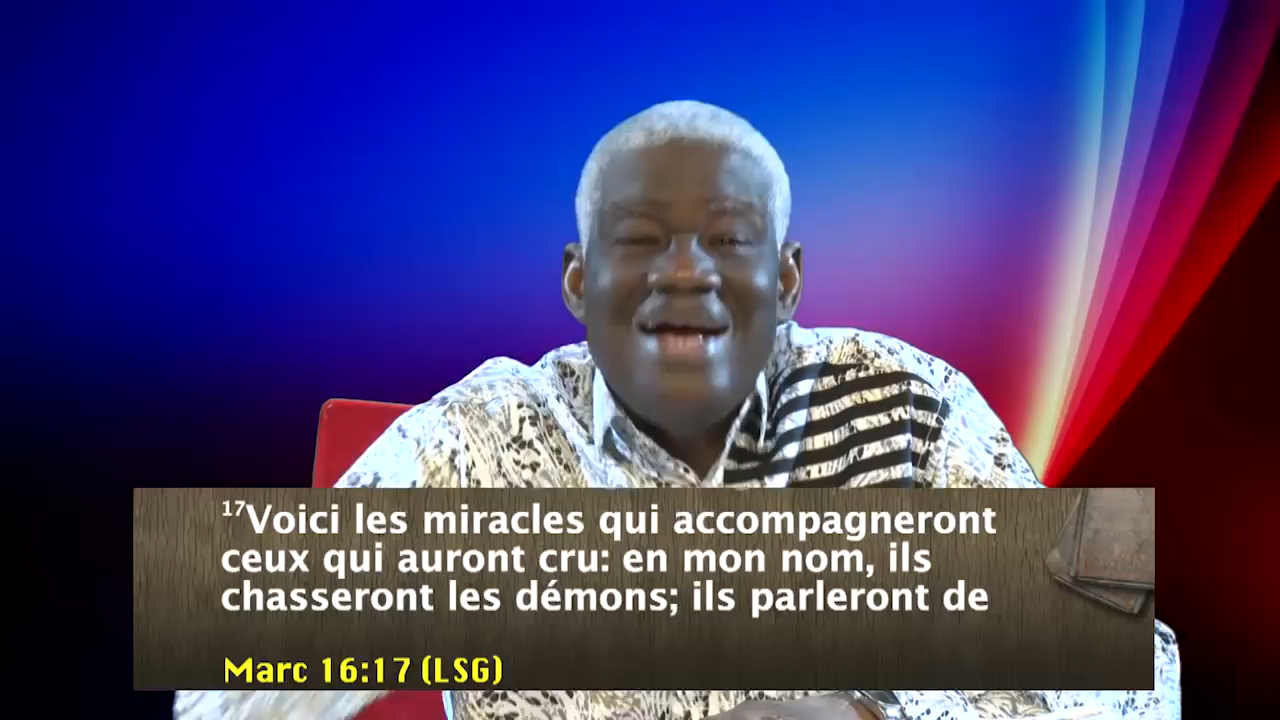 17Voici les miracles qui accompagneront
ceux qui auront cru: en mon nom, ils
chasseront les démons; ils parleront de
Marc 16:17 (LSG)